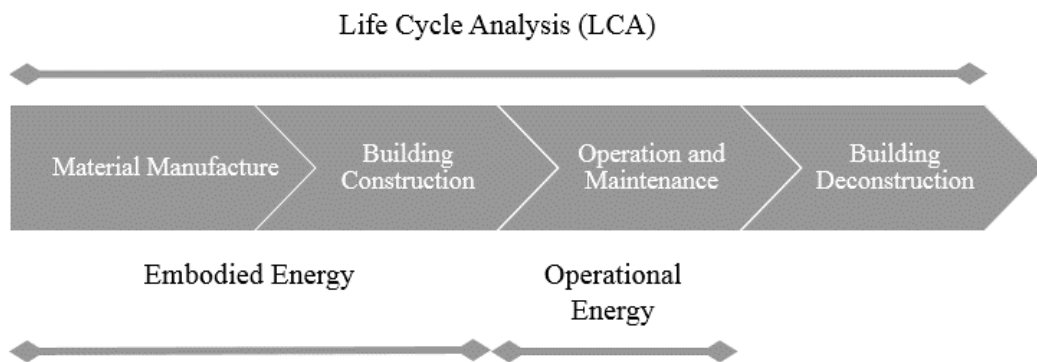 Life Cycle Analysis (LCA)
Material Manufacture
Building
Construction
Operation and
Maintenance
Building
Deconstruction
Embodied Energy
Operational
Energy